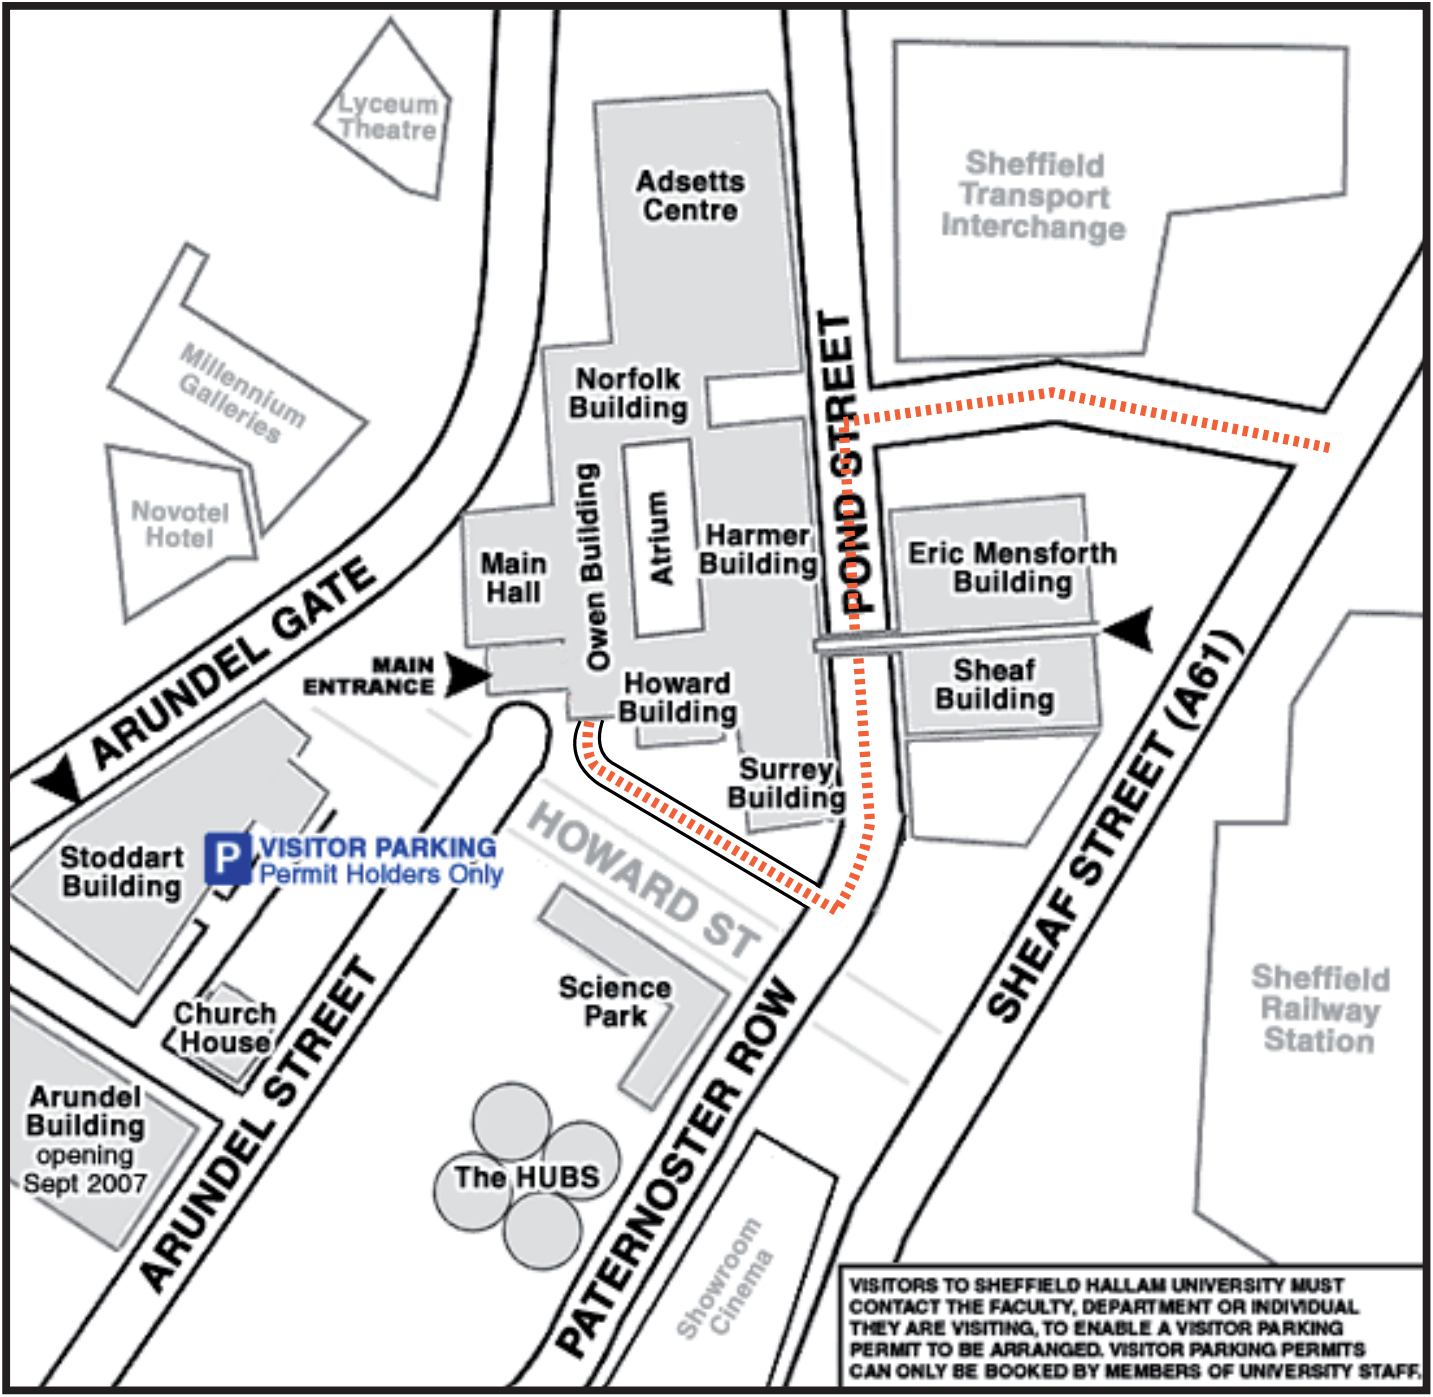 Lyceum
Theatre
Adsetts
Centre
Sheffield
Transport
Interchange
Millennium
Galleries
Norfolk
Building
POND STREET
Novotel
Hotel
Main
Hall
Owen Building
Atrium
Harmer
Building
Eric Mensforth
Building
ARUNDEL GATE
MAIN
ENTRANCE
Howard
Building
Sheaf
Building
SHEAF STREET (A61)
Surrey
Building
Stoddart
Building
P VISITOR PARKING
Permit Holders Only
HOWARD ST
Science
Park
Sheffield
Railway
Station
Church
House
ARUNDEL STREET
Arundel
Building
opening
Sept 2007
The HUBS
PATERNOSTER ROW
Showroom
Cinema
VISITORS TO SHEFFIELD HALLAM UNIVERSITY MUST
CONTACT THE FACULTY, DEPARTMENT OR INDIVIDUAL
THEY ARE VISITING, TO ENABLE A VISITOR PARKING
PERMIT TO BE ARRANGED. VISITOR PARKING PERMITS
CAN ONLY BE BOOKED BY MEMBERS OF UNIVERSITY STAFF.